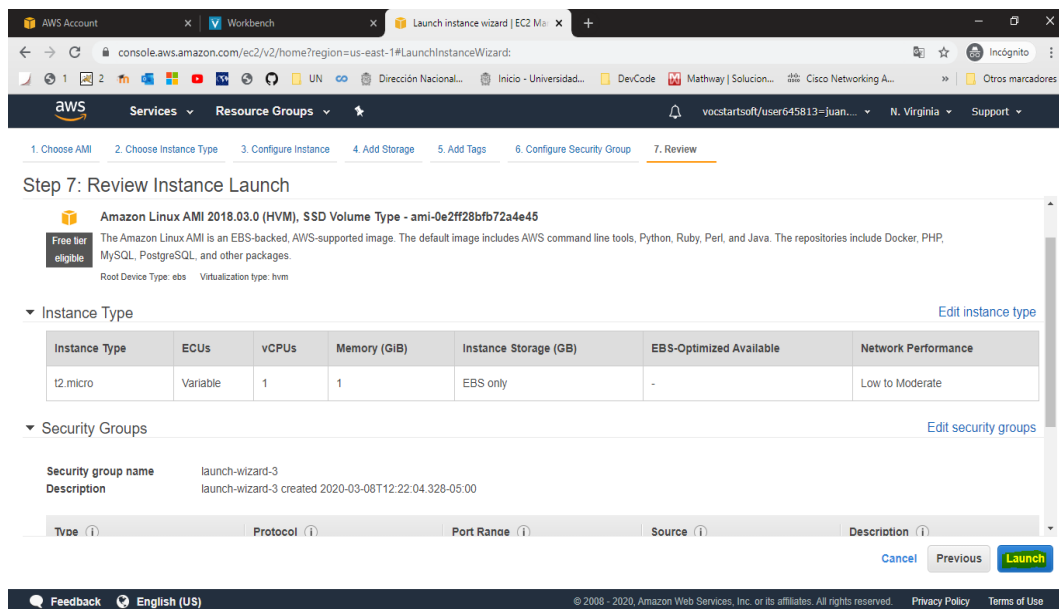 AWS Account
Workbench
Launch instance wizard | EC2 Ma
console.aws.amazon.com/ec2/v2/home?region=us-east-1#LaunchInstanceWizard:
Incógnito
1 2 UN Dirección Nacional... Inicio - Universidad... DevCode Mathway | Solucion... Cisco Networking A... » Otros marcadores
aws Services Resource Groups vocstartsoft/user645813=juan.... N. Virginia Support
1. Choose AMI 2. Choose Instance Type 3. Configure Instance 4. Add Storage 5. Add Tags 6. Configure Security Group 7. Review
Step 7: Review Instance Launch
Amazon Linux AMI 2018.03.0 (HVM), SSD Volume Type - ami-0e2ff28bfb72a4e45
Free tier eligible
The Amazon Linux AMI is an EBS-backed, AWS-supported image. The default image includes AWS command line tools, Python, Ruby, Perl, and Java. The repositories include Docker, PHP,
MySQL, PostgreSQL, and other packages.
Root Device Type: ebs Virtualization type: hvm
Instance Type Edit instance type
Instance Type ECUs vCPUs Memory (GiB) Instance Storage (GB) EBS-Optimized Available Network Performance
t2.micro Variable 1 1 EBS only - Low to Moderate
Security Groups Edit security groups
Security group name launch-wizard-3
Description launch-wizard-3 created 2020-03-08T12:22:04.328-05:00
Type Protocol Port Range Source Description
Cancel Previous Launch
Feedback English (US) © 2008 - 2020, Amazon Web Services, Inc. or its affiliates. All rights reserved. Privacy Policy Terms of Use